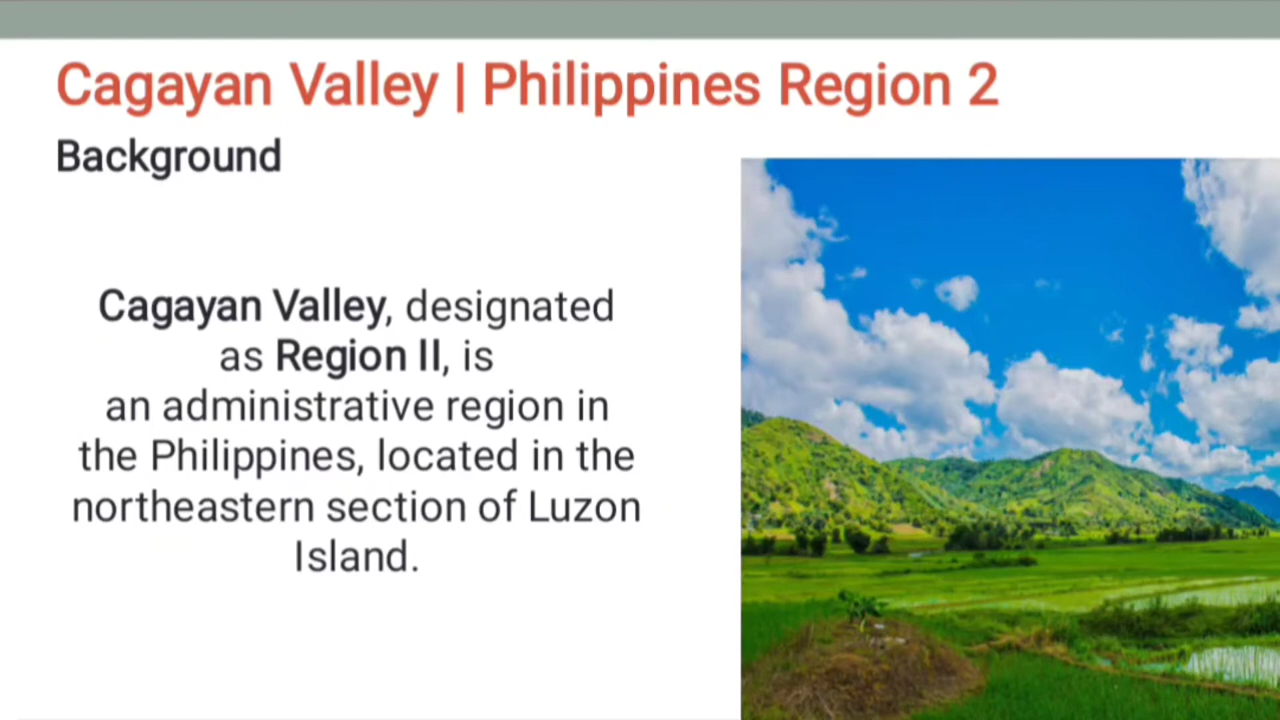 Cagayan Valley | Philippines Region 2
Background
Cagayan Valley, designated
as Region II, is
an administrative region in
the Philippines, located in the
northeastern section of Luzon
Island.